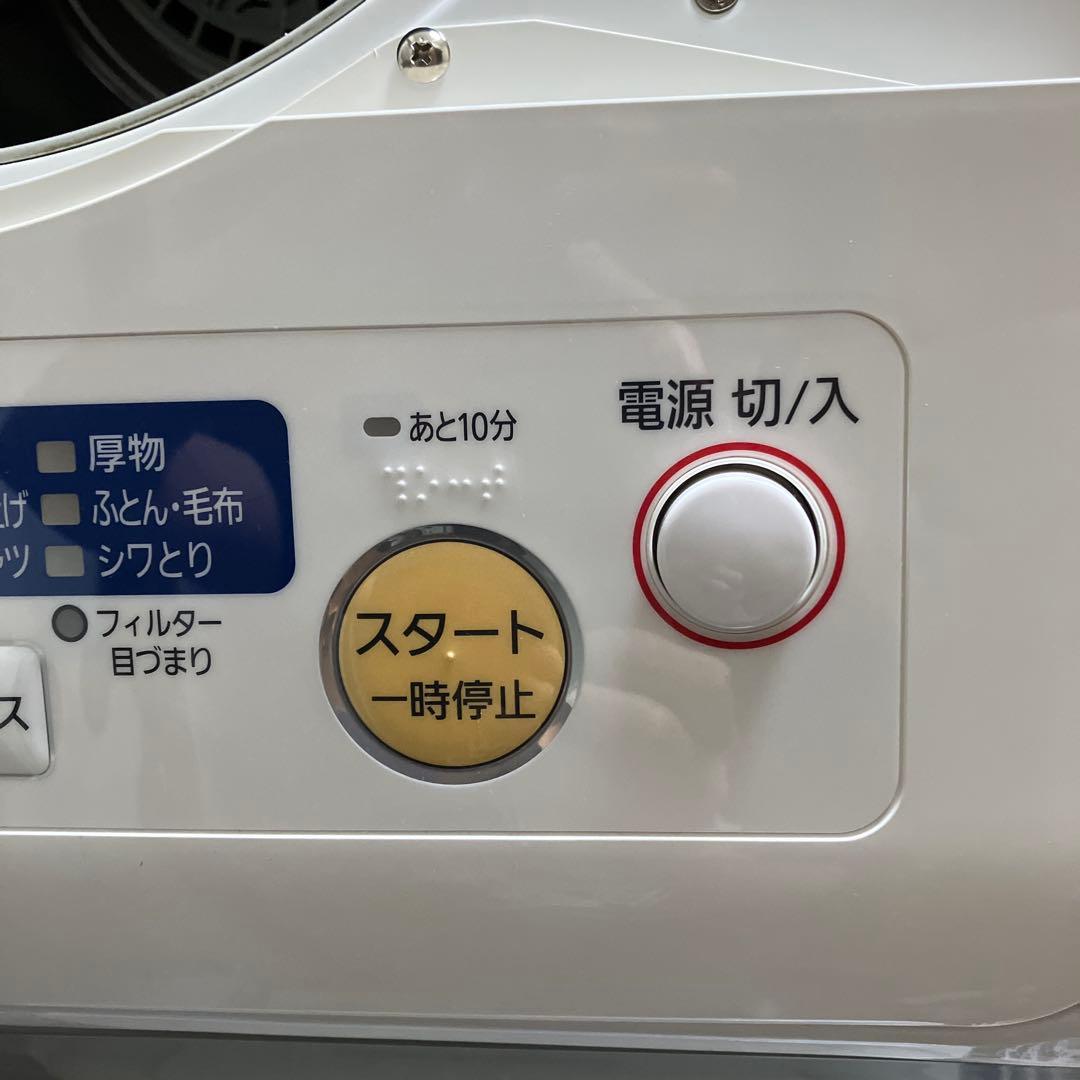 電源 切/入
あと10分
厚物
ふとん・毛布
シワとり
フィルター
目づまり
スタート
一時停止
ス